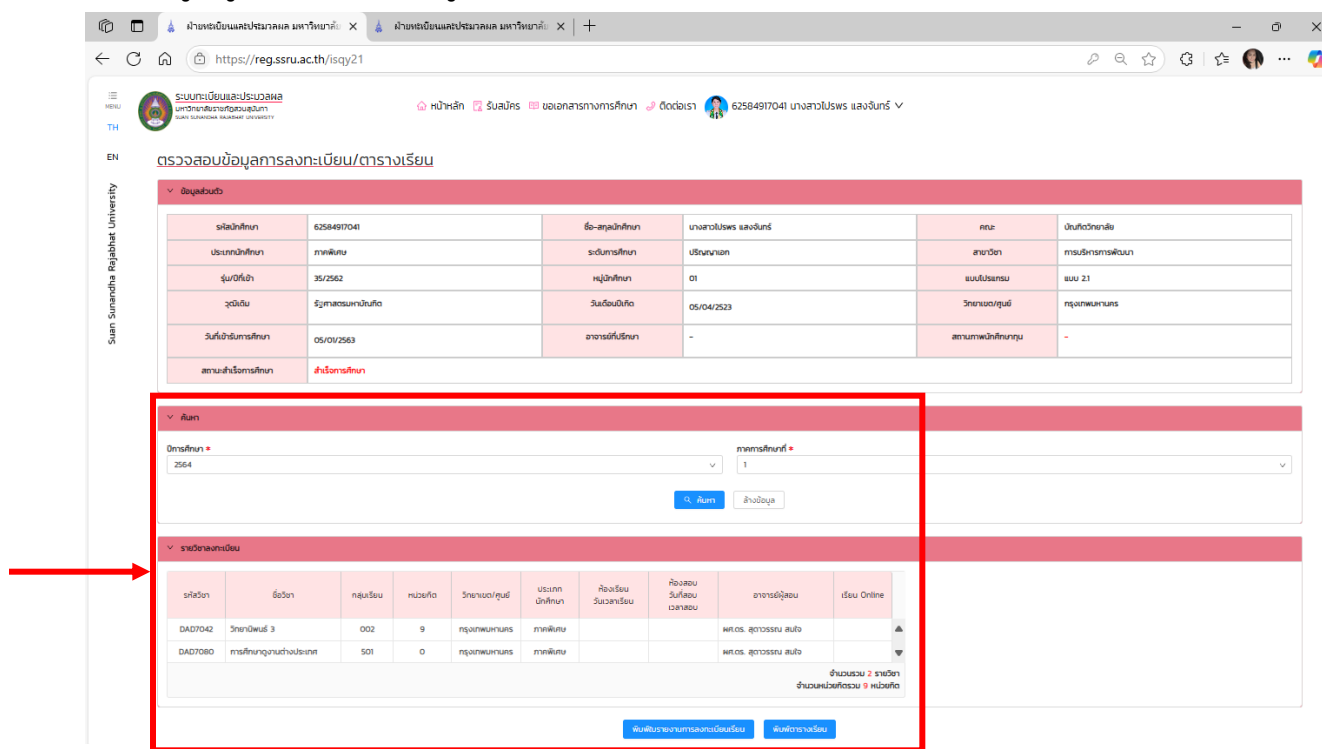 ฝ่ายทะเบียนและประมวลผล มหาวิทยาลัย
ฝ่ายทะเบียนและประมวลผล มหาวิทยาลัย
https://reg.ssru.ac.th/isqy21
MENU
TH
EN
Suan Sunandha Rajabhat University
ระบบทะเบียนและประมวลผล
มหาวิทยาลัยราชภัฏสวนสุนันทา
SUAN SUNANDHA RAJABHAT UNIVERSITY
หน้าหลัก รับสมัคร ขอเอกสารทางการศึกษา ติดต่อเรา 62584917041 นางสาวโปรพร แสงจันทร์
ตรวจสอบข้อมูลการลงทะเบียน/ตารางเรียน
ข้อมูลส่วนตัว
รหัสนักศึกษา 62584917041 ชื่อ-สกุลนักศึกษา นางสาวโปรพร แสงจันทร์ คณะ บัณฑิตวิทยาลัย
ประเภทนักศึกษา ภาคพิเศษ ระดับการศึกษา ปริญญาเอก สาขาวิชา การบริหารการพัฒนา
รุ่น/ปีที่เข้า 35/2562 หมู่นักศึกษา 01 แบบโปรแกรม แบบ 2.1
วุฒิเดิม รัฐศาสตรมหาบัณฑิต วันเดือนปีเกิด 05/04/2523 วิทยาเขต/ศูนย์ กรุงเทพมหานคร
วันที่เข้ารับการศึกษา 05/01/2563 อาจารย์ที่ปรึกษา - สถานภาพนักศึกษาทุน -
สถานะสำเร็จการศึกษา สำเร็จการศึกษา
ค้นหา
ปีการศึกษา * ภาคการศึกษาที่ *
2564 1
ค้นหา ล้างข้อมูล
รายวิชาลงทะเบียน
รหัสวิชา ชื่อวิชา กลุ่มเรียน หน่วยกิต วิทยาเขต/ศูนย์ ประเภทนักศึกษา ห้องเรียน วันเวลาเรียน ห้องสอบ วันที่สอบ เวลาสอบ อาจารย์ผู้สอน เรียน Online
DAD7042 วิทยานิพนธ์ 3 002 9 กรุงเทพมหานคร ภาคพิเศษ ผศ.ดร. สุดาวรรณ สมใจ
DAD7080 การศึกษาดูงานต่างประเทศ 501 0 กรุงเทพมหานคร ภาคพิเศษ ผศ.ดร. สุดาวรรณ สมใจ
จำนวนรวม 2 รายวิชา
จำนวนหน่วยกิตรวม 9 หน่วยกิต
พิมพ์ใบรายงานการลงทะเบียนเรียน พิมพ์ตารางเรียน